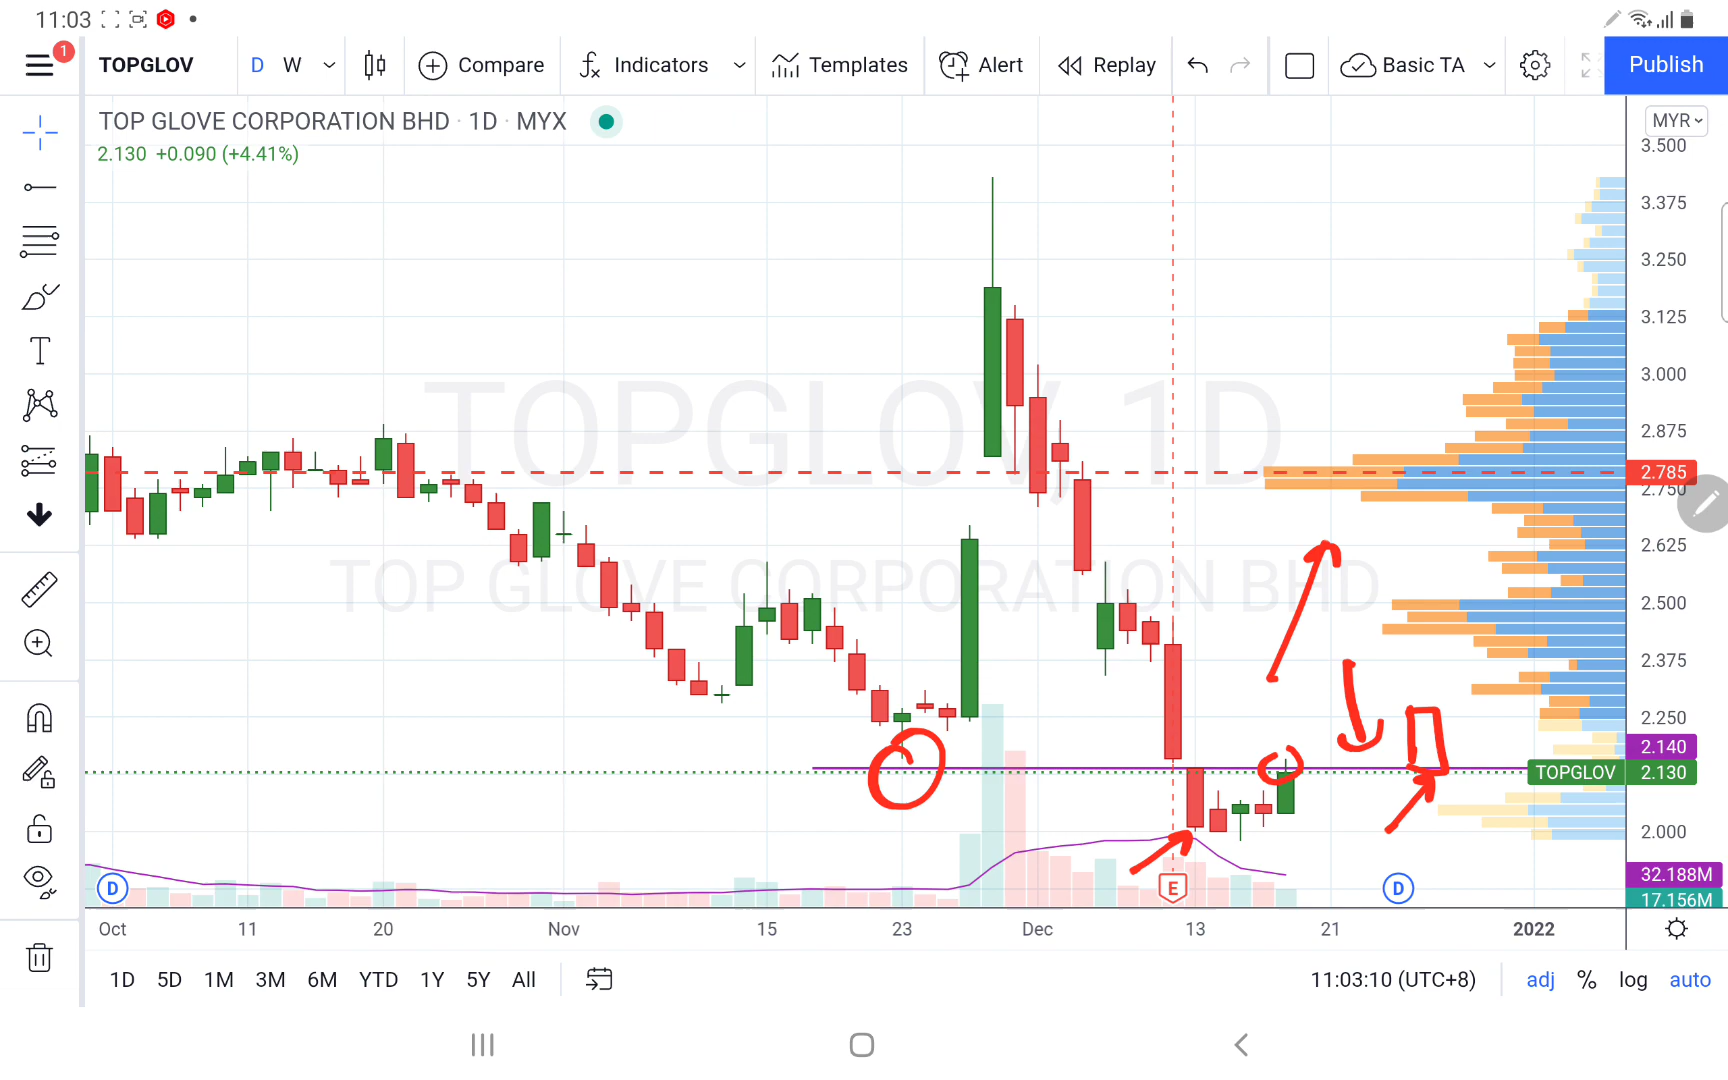 11:03
1
TOPGLOV D W Compare Indicators Templates Alert Replay Basic TA Publish
TOP GLOVE CORPORATION BHD · 1D · MYX
2.130 +0.090 (+4.41%)
MYR
3.500
3.375
3.250
3.125
3.000
2.875
2.785
2.750
2.625
2.500
2.375
2.250
2.140
TOPGLOV 2.130
2.000
32.188M
17.156M
TOPGLOV, 1D
TOP GLOVE CORPORATION BHD
D E D
Oct 11 20 Nov 15 23 Dec 13 21 2022
1D 5D 1M 3M 6M YTD 1Y 5Y All 11:03:10 (UTC+8) adj % log auto